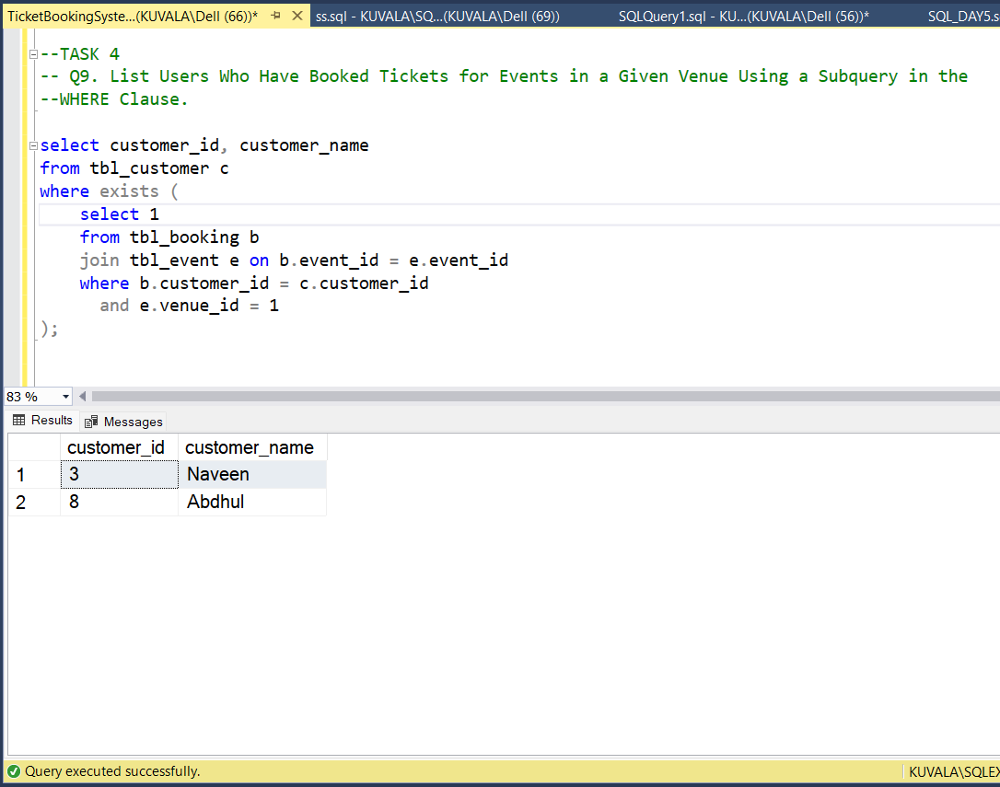 TicketBookingSyste...(KUVALA\Dell (66))* ss.sql - KUVALA\SQ...(KUVALA\Dell (69)) SQLQuery1.sql - KU...(KUVALA\Dell (56))* SQL_DAY5.s
--TASK 4
-- Q9. List Users Who Have Booked Tickets for Events in a Given Venue Using a Subquery in the
--WHERE Clause.
select customer_id, customer_name
from tbl_customer c
where exists (
select 1
from tbl_booking b
join tbl_event e on b.event_id = e.event_id
where b.customer_id = c.customer_id
and e.venue_id = 1
);
83 %
Results Messages
customer_id customer_name
1 3 Naveen
2 8 Abdhul
Query executed successfully. KUVALA\SQLEX